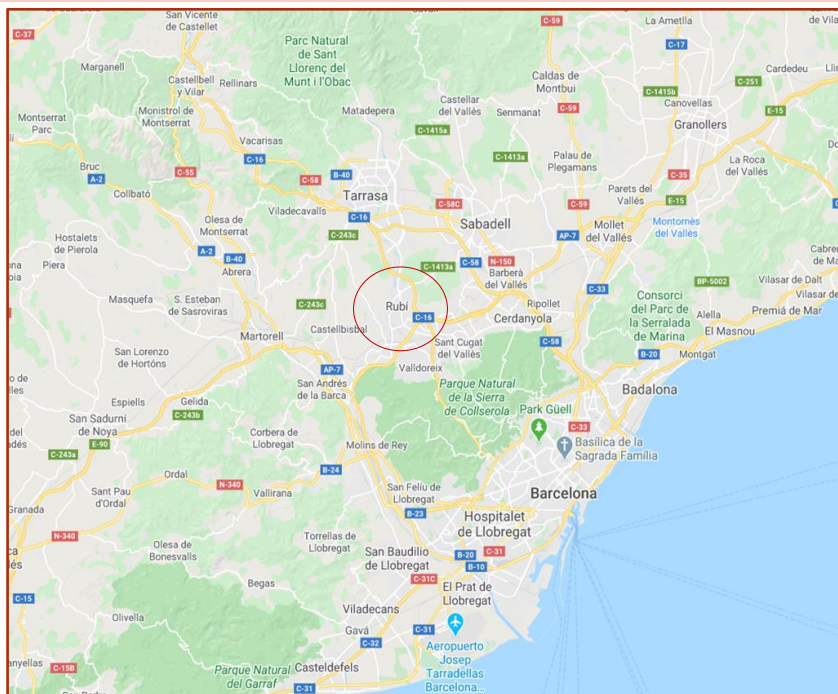 C-37
San Vicente
de Castellet
C-59
La Ametlla
Parc Natural
de Sant
Llorenç del
Munt i l'Obac
C-17
Marganell
Castellbell
y Vilar
Rellinars
Caldas de
Montbui
C-251
Cardedeu
C-1415b
Canovellas
E-15
Montserrat
Parc
Monistrol de
Montserrat
Matadepera
Castellar
del Vallés
Senmanat
C-59
Granollers
C-1415a
Vacarisas
C-16
Bruc
A-2
C-55
C-58
B-40
Tarrasa
C-1413a
Palau de
Plegamans
La Roca
del Vallés
C-35
Collbató
Viladecavalls
C-16
C-58C
Sabadell
C-59
Parets del
Vallés
E-15
Olesa de
Montserrat
C-243c
AP-7
Mollet
del Vallés
Montornès
del Vallés
Hostalets
de Pierola
Piera
A-2
B-40
Abrera
C-1413a
C-58
N-150
Barberà
del Vallés
C-33
BP-5002
Vilasar de Dalt
Masquefa
S. Esteban
de Sasroviras
C-243c
Rubí
C-16
Ripollet
Cerdanyola
Consorci
del Parc de
la Serralada
de Marina
Alella
Premiá de Mar
El Masnou
Castellbisbal
Martorell
Sant Cugat
del Vallés
C-58
B-20
Montgat
San Lorenzo
de Hortóns
AP-7
Valldoreix
San Andrés
de la Barca
Parque Natural
de la Sierra
de Collserola
Badalona
Espiells
Gelida
C-243b
San Sadurní
de Noya
E-90
C-243a
Park Güell
C-33
Basílica de la
Sagrada Família
Corbera de
Llobregat
Molins de Rey
Ordal
B-24
Barcelona
N-340
Vallirana
Sant Pau
d'Ordal
San Feliu de
Llobregat
B-23
Granada
Hospitalet
de Llobregat
N-340
Olesa de
Bonesvalls
Torrellas de
Llobregat
San Baudilio
de Llobregat
B-20
C-31
B-10
Begas
C-31C
El Prat de
Llobregat
C-15
Olivella
Viladecans
Gavá
C-32
C-31
Aeropuerto
Josep
Tarradellas
Barcelona...
C-15B
Parque Natural
del Garraf
Casteldefels
C-31